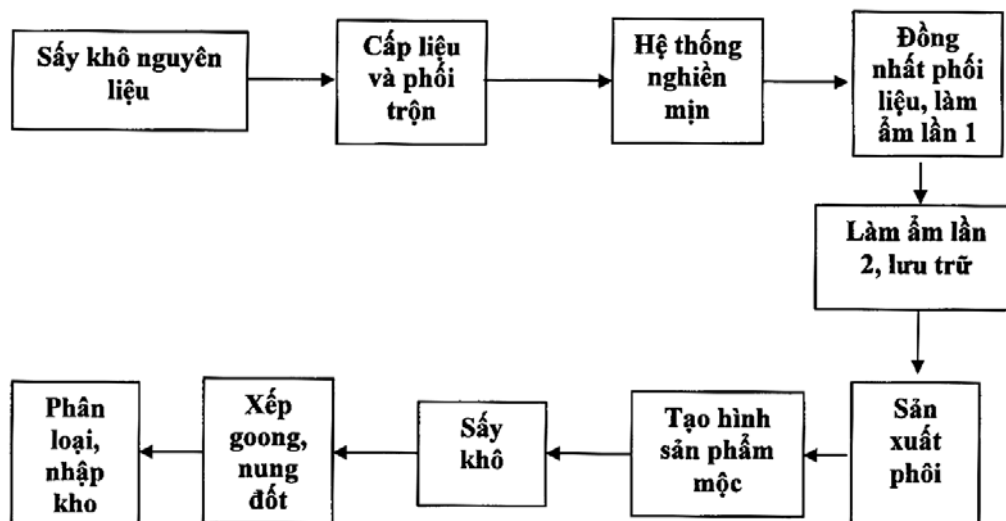 Sấy khô nguyên
liệu
Cấp liệu
và phối
trộn
Hệ thống
nghiền
mịn
Đồng
nhất phối
liệu, làm
ẩm lần 1
Làm ẩm lần
2, lưu trữ
Sản
xuất
phôi
Tạo hình
sản phẩm
mộc
Sấy
khô
Xếp
goong,
nung
đốt
Phân
loại,
nhập
kho